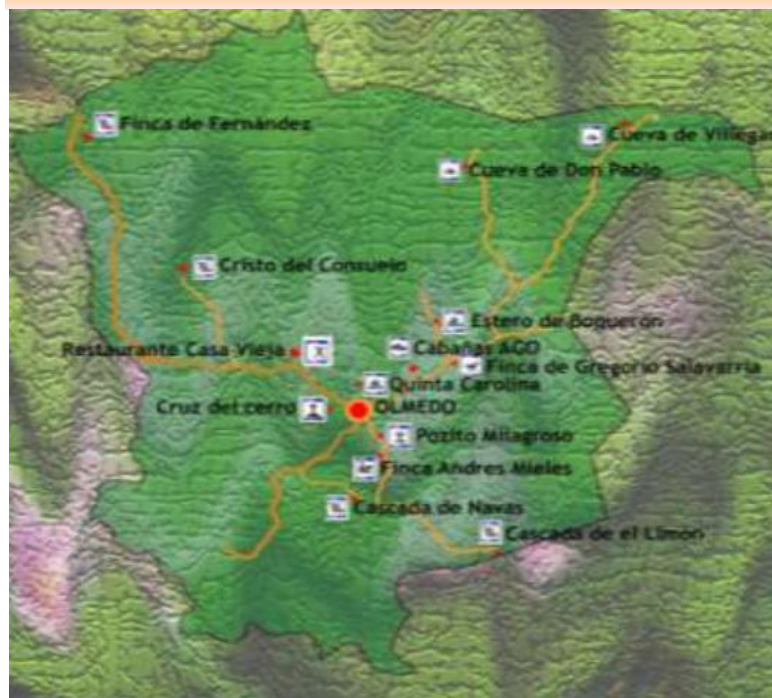 Finca de Fernández
Cueva de Villegas
Cueva de Don Pablo
Cristo del Consuelo
Estero de Boquerón
Restaurante Casa Vieja
Cabañas AGO
Finca de Gregorio Salavarria
Quinta Carolina
Cruz del cerro
OLMEDO
Pozito Milagroso
Finca Andres Mieles
Cascada de Navas
Cascada de el Limón